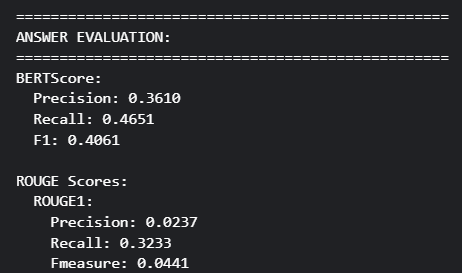 ==================================================
ANSWER EVALUATION:
==================================================
BERTScore:
  Precision: 0.3610
  Recall: 0.4651
  F1: 0.4061

ROUGE Scores:
  ROUGE1:
    Precision: 0.0237
    Recall: 0.3233
    Fmeasure: 0.0441